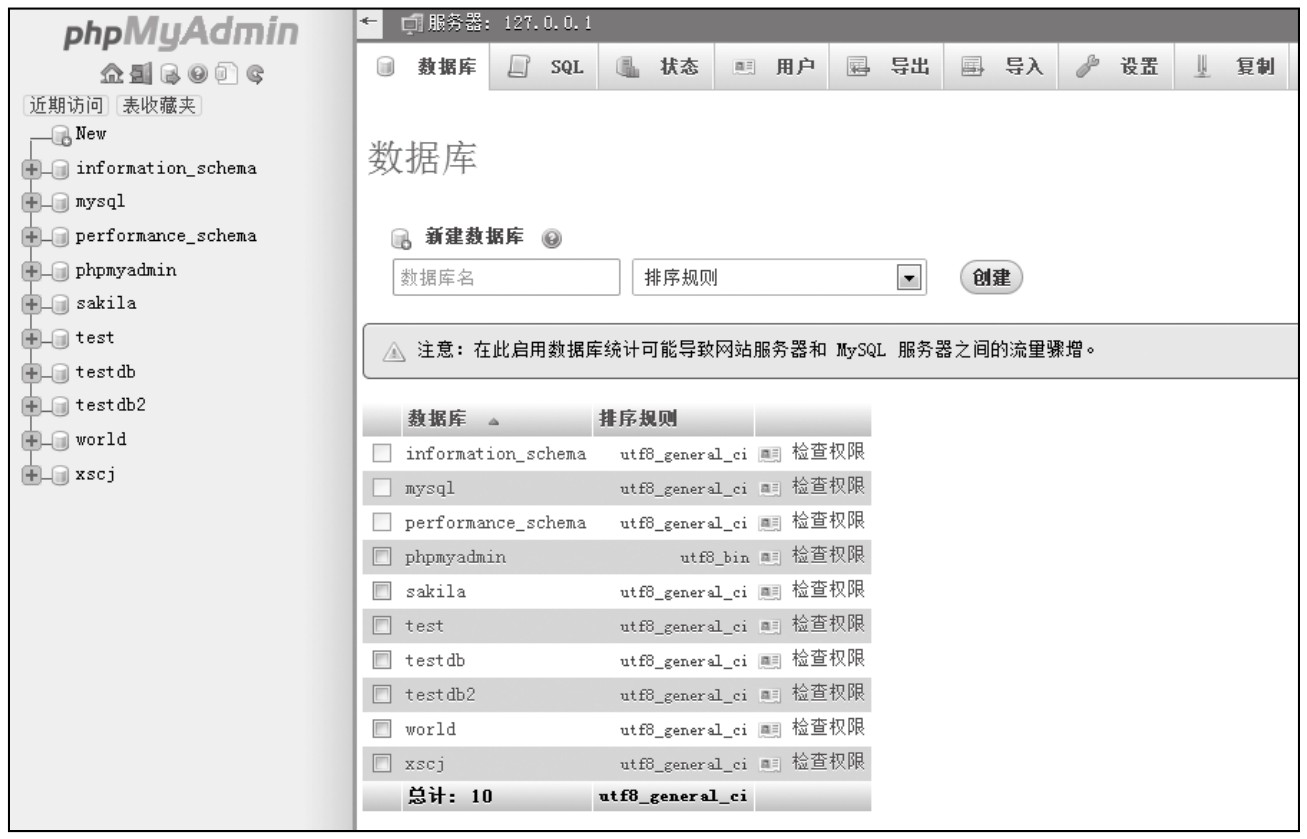 phpMyAdmin
近期访问 表收藏夹
New
information_schema
mysql
performance_schema
phpmyadmin
sakila
test
testdb
testdb2
world
xscj
服务器: 127.0.0.1
数据库 SQL 状态 用户 导出 导入 设置 复制
数据库
新建数据库
数据库名 排序规则 创建
注意: 在此启用数据库统计可能导致网站服务器和 MySQL 服务器之间的流量骤增。
数据库 排序规则
information_schema utf8_general_ci 检查权限
mysql utf8_general_ci 检查权限
performance_schema utf8_general_ci 检查权限
phpmyadmin utf8_bin 检查权限
sakila utf8_general_ci 检查权限
test utf8_general_ci 检查权限
testdb utf8_general_ci 检查权限
testdb2 utf8_general_ci 检查权限
world utf8_general_ci 检查权限
xscj utf8_general_ci 检查权限
总计: 10 utf8_general_ci